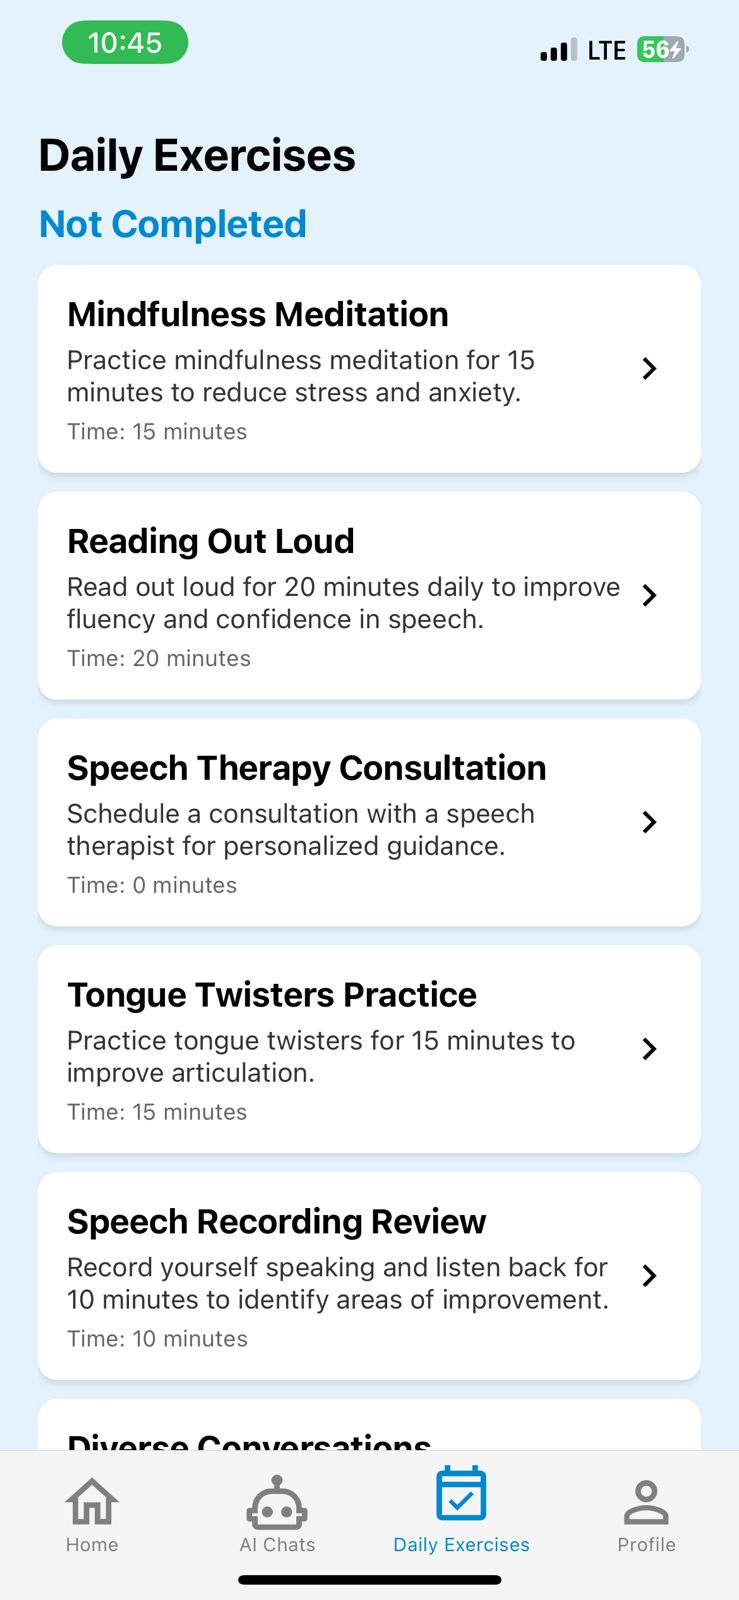 10:45
LTE
56
Daily Exercises
Not Completed
Mindfulness Meditation
Practice mindfulness meditation for 15
minutes to reduce stress and anxiety.
Time: 15 minutes
Reading Out Loud
Read out loud for 20 minutes daily to improve
fluency and confidence in speech.
Time: 20 minutes
Speech Therapy Consultation
Schedule a consultation with a speech
therapist for personalized guidance.
Time: 0 minutes
Tongue Twisters Practice
Practice tongue twisters for 15 minutes to
improve articulation.
Time: 15 minutes
Speech Recording Review
Record yourself speaking and listen back for
10 minutes to identify areas of improvement.
Time: 10 minutes
Diverse Conversations
Home
AI Chats
Daily Exercises
Profile